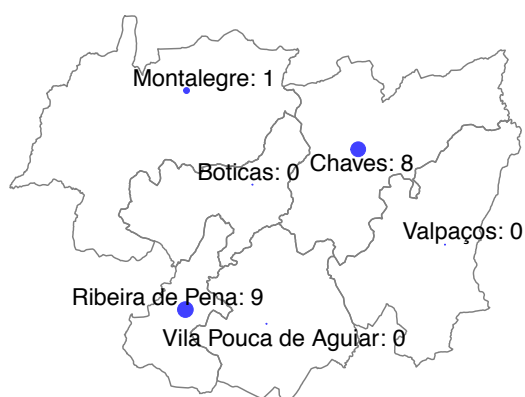 Montalegre: 1
Chaves: 8
Boticas: 0
Valpaços: 0
Ribeira de Pena: 9
Vila Pouca de Aguiar: 0